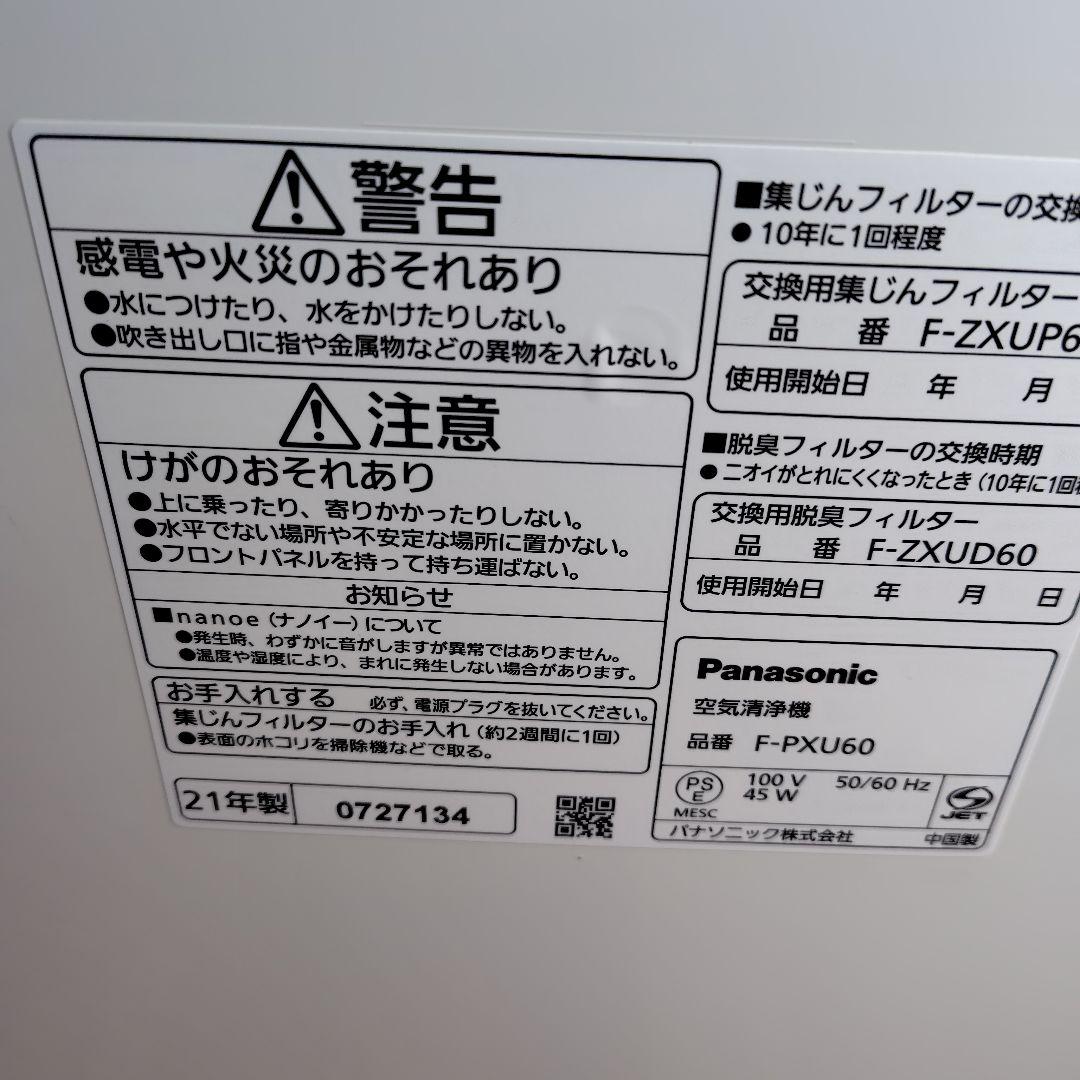 警告
感電や火災のおそれあり
●水につけたり、水をかけたりしない。
●吹き出し口に指や金属物などの異物を入れない。
注意
けがのおそれあり
●上に乗ったり、寄りかかったりしない。
●水平でない場所や不安定な場所に置かない。
●フロントパネルを持って持ち運ばない。
お知らせ
■nanoe（ナノイー）について
●発生時、わずかに音がしますが異常ではありません。
●温度や湿度により、まれに発生しない場合があります。
お手入れする 必ず、電源プラグを抜いてください。
集じんフィルターのお手入れ（約2週間に1回）
●表面のホコリを掃除機などで取る。
21年製 0727134
■集じんフィルターの交換
●10年に1回程度
交換用集じんフィルター
品番 F-ZXUP6
使用開始日 年 月
■脱臭フィルターの交換時期
●ニオイがとれにくくなったとき（10年に1回程
交換用脱臭フィルター
品番 F-ZXUD60
使用開始日 年 月 日
Panasonic
空気清浄機
品番 F-PXU60
PS
E
MESC
100 V 50/60 Hz
45 W
JET
パナソニック株式会社 中国製